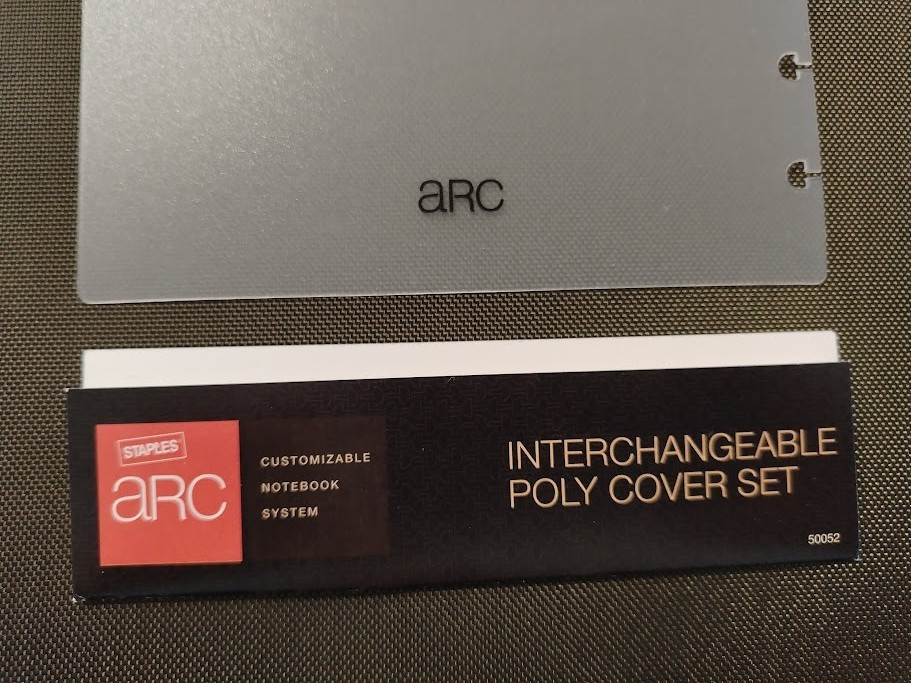 aRC
STAPLES
aRC
CUSTOMIZABLE
NOTEBOOK
SYSTEM
INTERCHANGEABLE
POLY COVER SET
50052